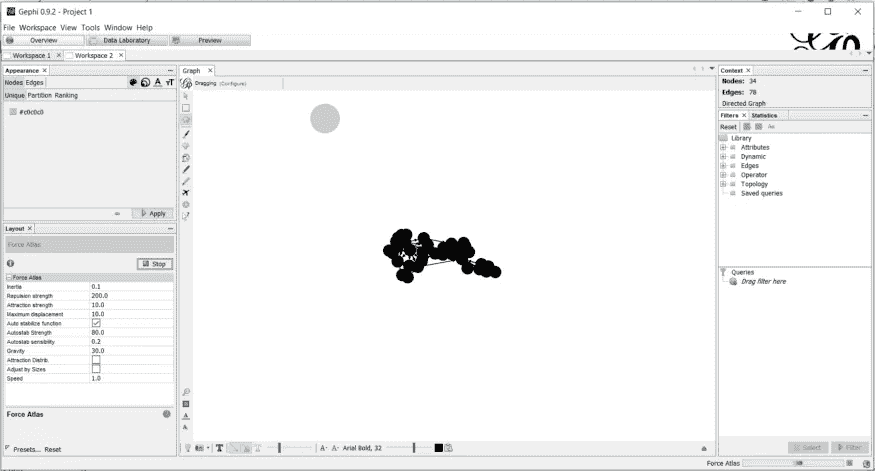 Gephi 0.9.2 - Project 1
File Workspace View Tools Window Help
Overview Data Laboratory Preview
Workspace 1 Workspace 2
Appearance
Nodes Edges
Unique Partition Ranking
#c0c0c0
Apply
Layout
Force Atlas
Stop
Force Atlas
Inertia 0.1
Repulsion strength 200.0
Attraction strength 10.0
Maximum displacement 10.0
Auto stabilize function
Autostab Strength 80.0
Autostab sensibility 0.2
Gravity 30.0
Attraction Distrib.
Adjust by Sizes
Speed 1.0
Force Atlas
Presets... Reset
Graph
Dragging (Configure)
A- A- Arial Bold, 32
Context
Nodes: 34
Edges: 78
Directed Graph
Filters Statistics
Reset
Library
Attributes
Dynamic
Edges
Operator
Topology
Saved queries
Queries
Drag filter here
Select Filter
Force Atlas